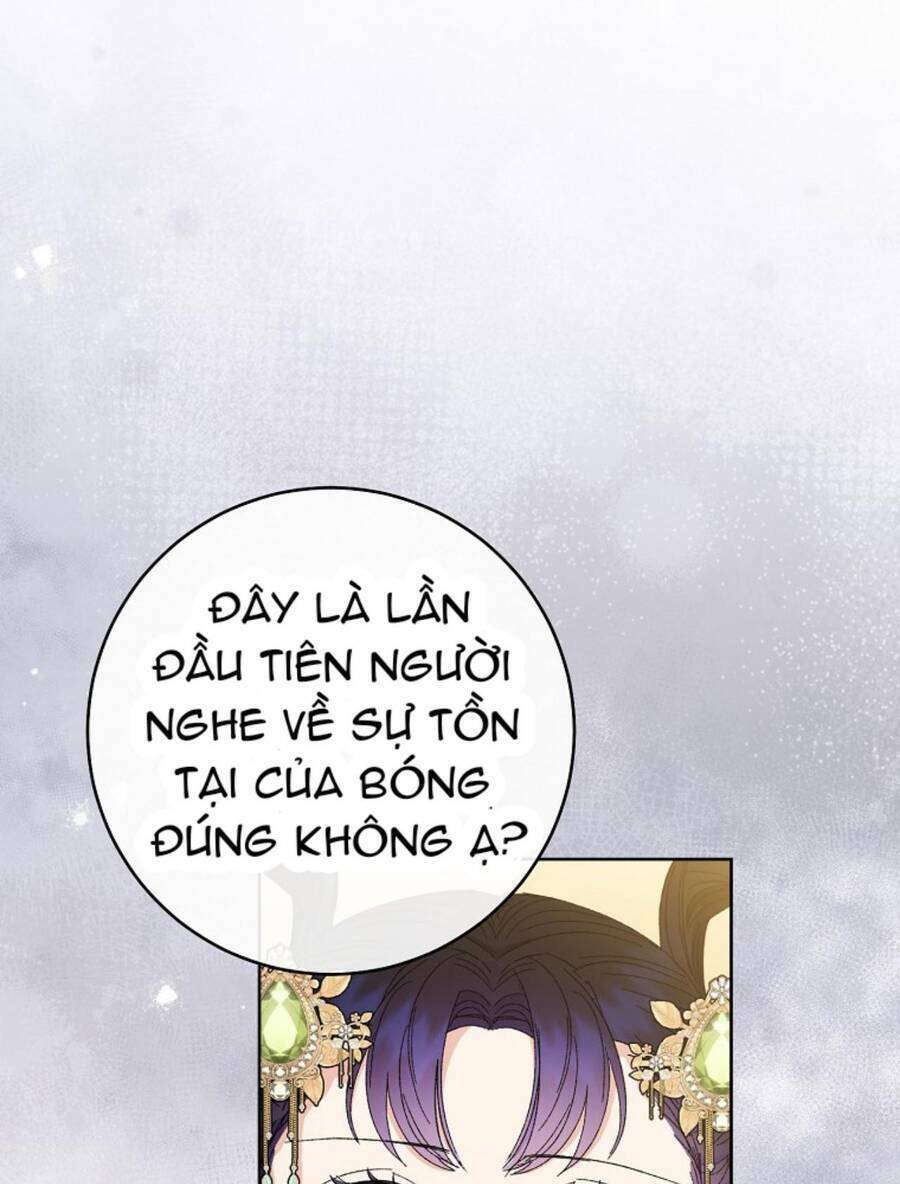 ĐÂY LÀ LẦN
ĐẦU TIÊN NGƯỜI
NGHE VỀ SỰ TỒN
TẠI CỦA BÓNG
ĐÚNG KHÔNG Ạ?